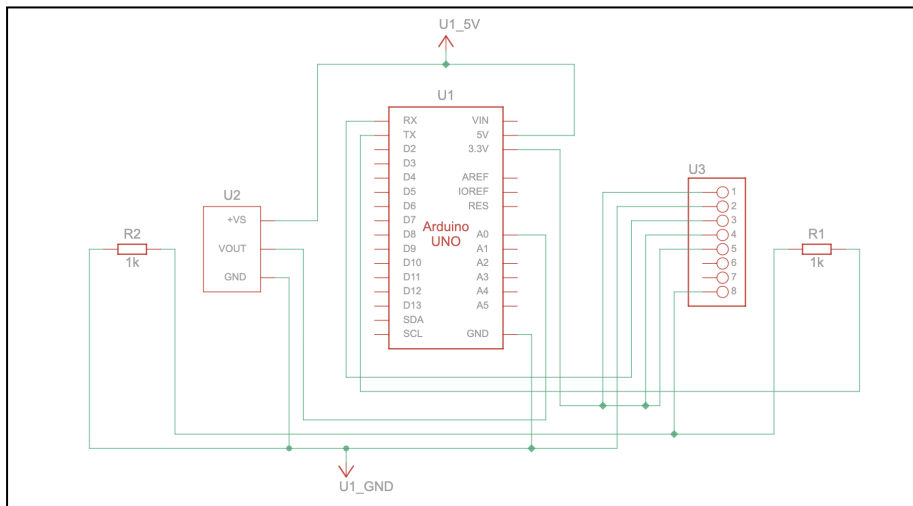 U1_5V
U1
RX
VIN
TX
5V
D2
3.3V
D3
D4
AREF
D5
IOREF
D6
RES
D7
D8
A0
D9
A1
D10
A2
D11
A3
D12
A4
D13
A5
SDA
SCL
GND
Arduino
UNO
U2
+VS
VOUT
GND
R2
1k
U3
1
2
3
4
5
6
7
8
R1
1k
U1_GND